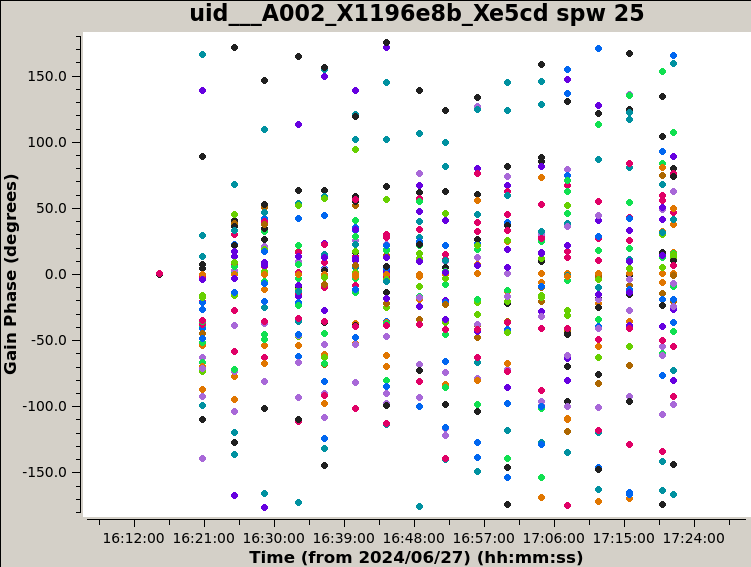 uid___A002_X1196e8b_Xe5cd spw 25
150.0
100.0
50.0
0.0
-50.0
-100.0
-150.0
Gain Phase (degrees)
16:12:00 16:21:00 16:30:00 16:39:00 16:48:00 16:57:00 17:06:00 17:15:00 17:24:00
Time (from 2024/06/27) (hh:mm:ss)